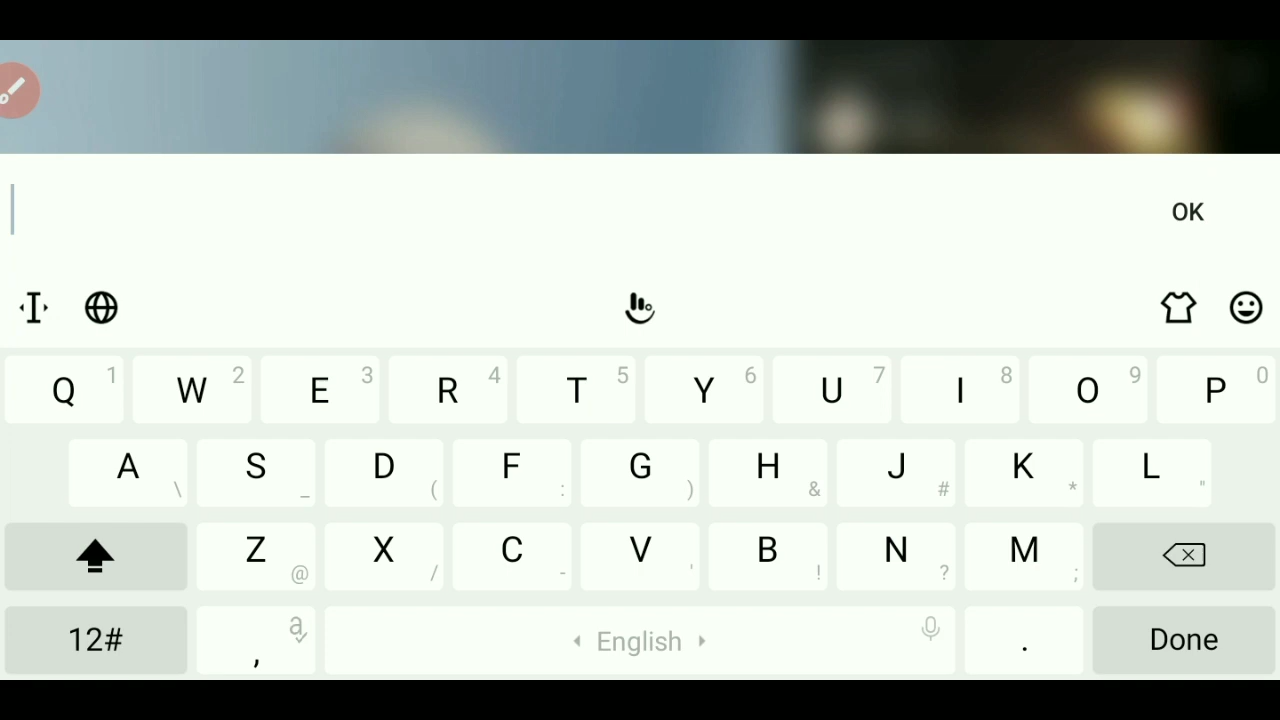 OK
Q 1 W 2 E 3 R 4 T 5 Y 6 U 7 I 8 O 9 P 0
A \ S _ D ( F : G ) H & J # K * L "
Z @ X / C - V ' B ! N ? M ;
12# , a English . Done